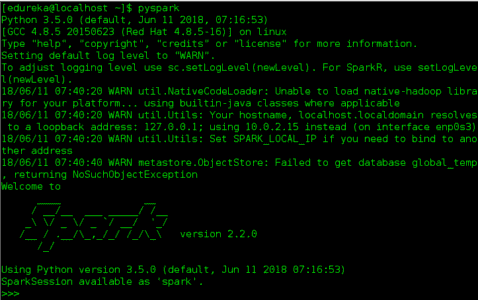 [edureka@localhost ~]$ pyspark
Python 3.5.0 (default, Jun 11 2018, 07:16:53)
[GCC 4.8.5 20150623 (Red Hat 4.8.5-16)] on linux
Type "help", "copyright", "credits" or "license" for more information.
Setting default log level to "WARN".
To adjust logging level use sc.setLogLevel(newLevel). For SparkR, use setLogLeve
l(newLevel).
18/06/11 07:40:20 WARN util.NativeCodeLoader: Unable to load native-hadoop libra
ry for your platform... using builtin-java classes where applicable
18/06/11 07:40:20 WARN util.Utils: Your hostname, localhost.localdomain resolves
 to a loopback address: 127.0.0.1; using 10.0.2.15 instead (on interface enp0s3)
18/06/11 07:40:20 WARN util.Utils: Set SPARK_LOCAL_IP if you need to bind to ano
ther address
18/06/11 07:40:40 WARN metastore.ObjectStore: Failed to get database global_temp
, returning NoSuchObjectException
Welcome to
Spark version 2.2.0
Using Python version 3.5.0 (default, Jun 11 2018 07:16:53)
SparkSession available as 'spark'.
>>>